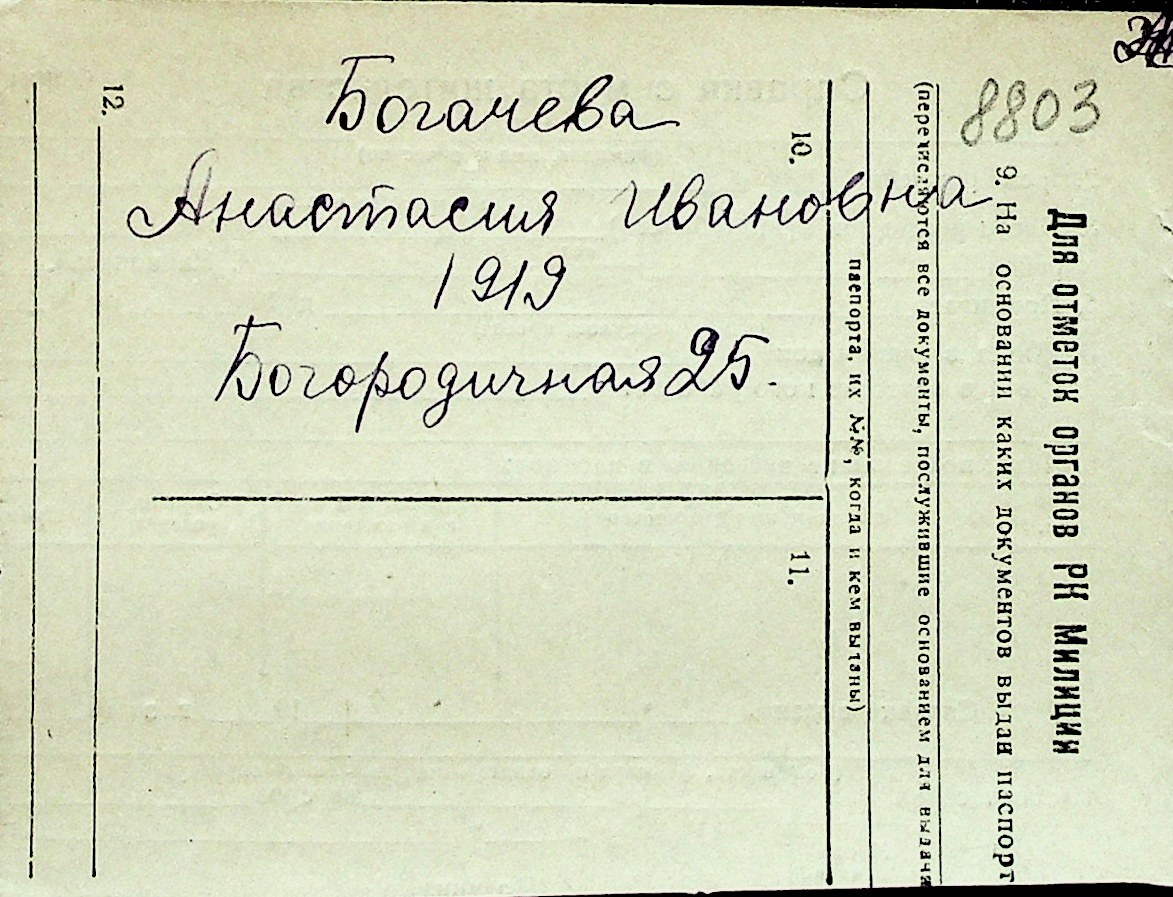 8803
Богачева
Анастасия Ивановна
1919
Богородичная 25.
Для отметок органов РК Милиции
9. На основании каких документов выдан паспорт
(перечисляются все документы, послужившие основанием для выдачи
паспорта, их №№, когда и кем выданы)
10.
11.
12.